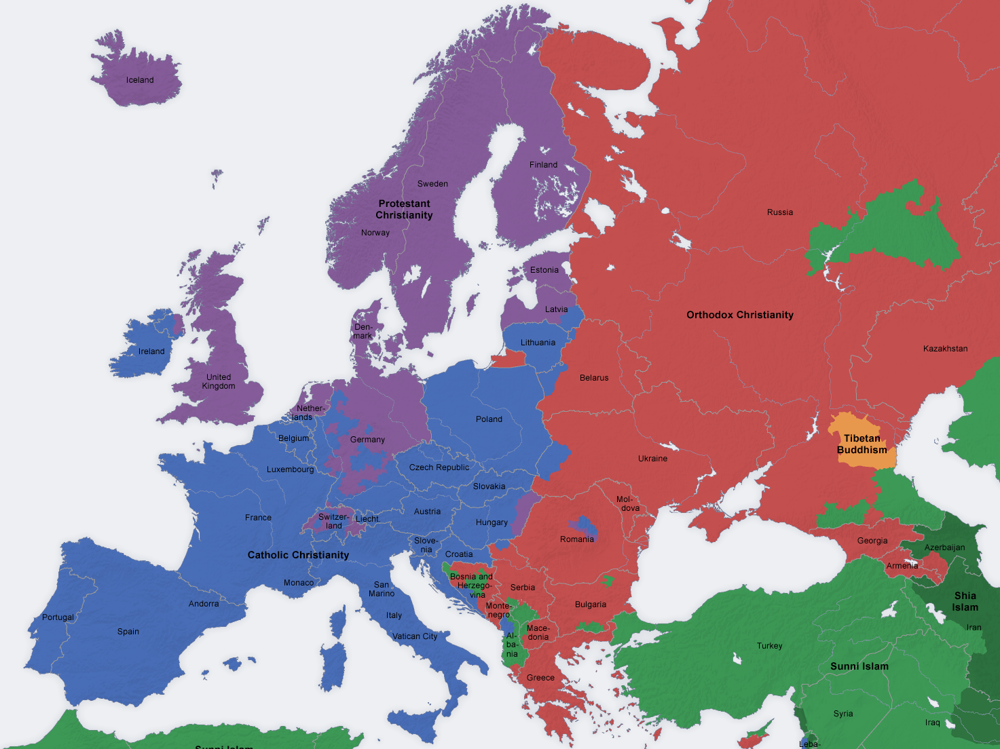 Iceland
Finland
Sweden
Protestant
Christianity
Russia
Norway
Estonia
Latvia
Orthodox Christianity
Den-
mark
Lithuania
Ireland
Kazakhstan
United
Kingdom
Belarus
Nether-
lands
Poland
Belgium
Germany
Tibetan
Buddhism
Ukraine
Luxembourg
Czech Republic
Slovakia
Mol-
dova
France
Switzer-
land
Liecht.
Austria
Hungary
Romania
Georgia
Slove-
nia
Croatia
Azerbaijan
Catholic Christianity
Armenia
Monaco
San
Marino
Bosnia and
Herzego-
vina
Serbia
Shia
Islam
Andorra
Bulgaria
Monte-
negro
Portugal
Italy
Spain
Vatican City
Al-
ba-
nia
Mace-
donia
Iran
Turkey
Sunni Islam
Greece
Syria
Iraq
Leba-
Sunni Islam